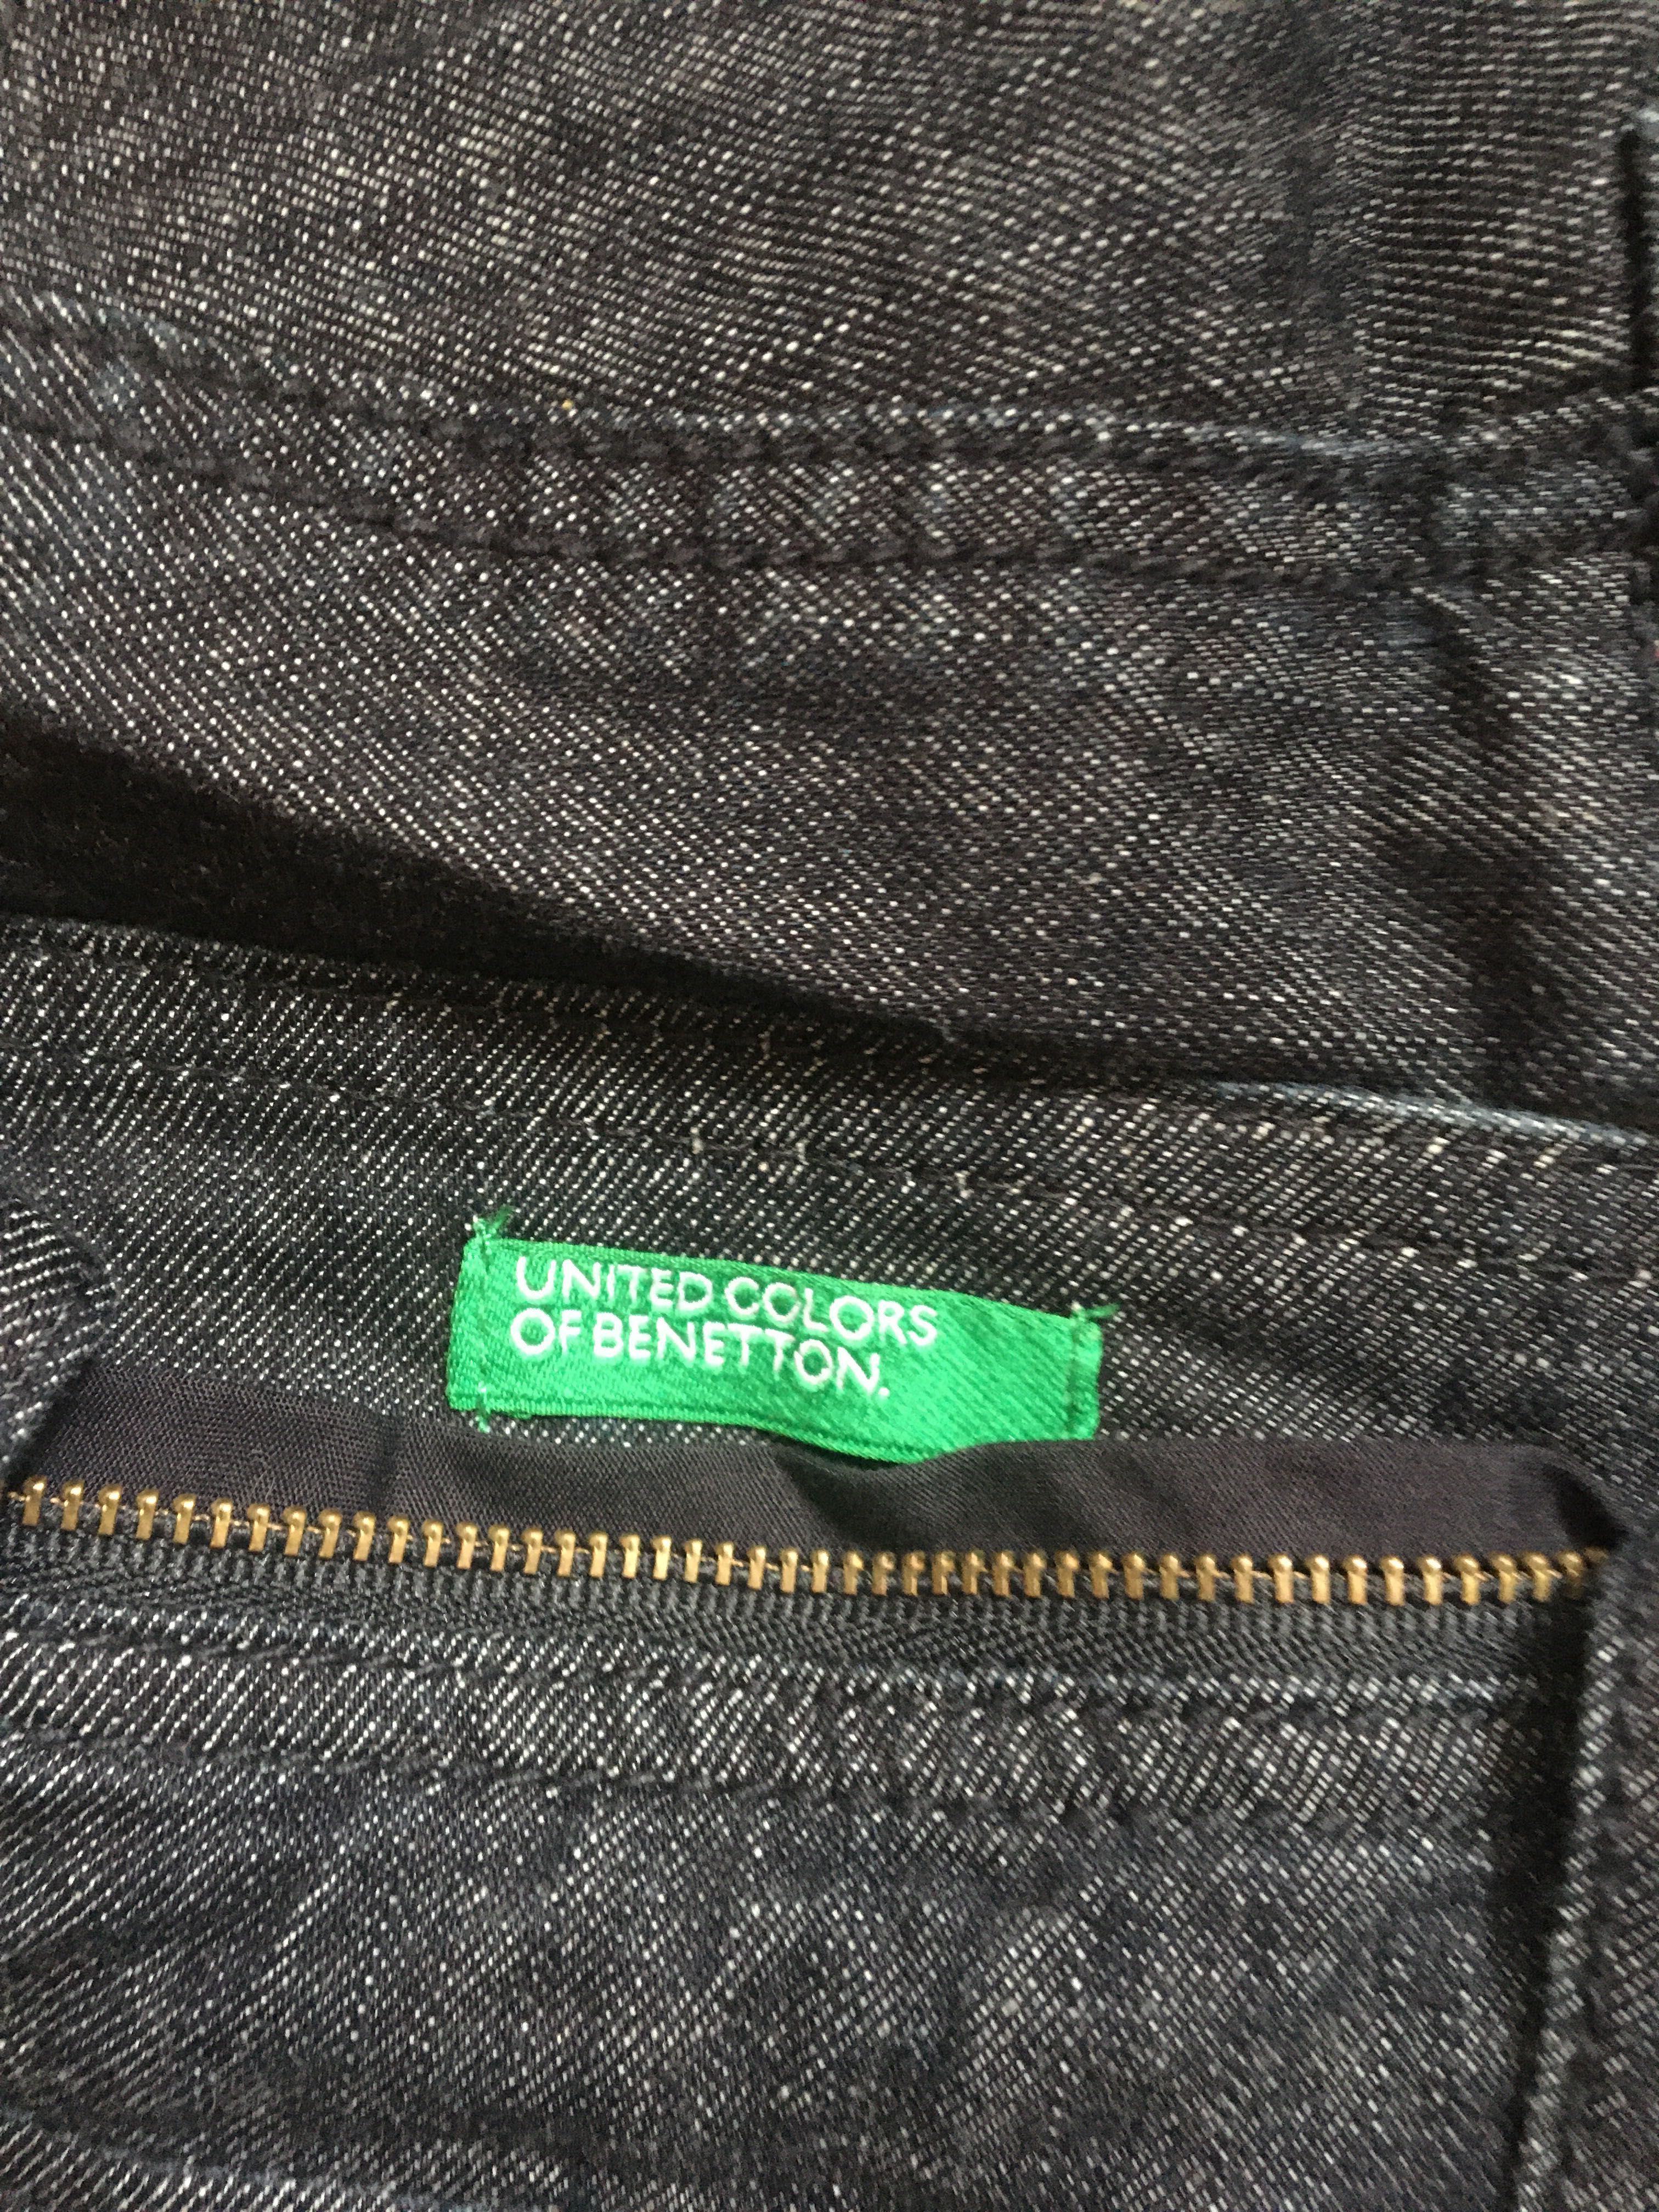 UNITED COLORS
OF BENETTON.